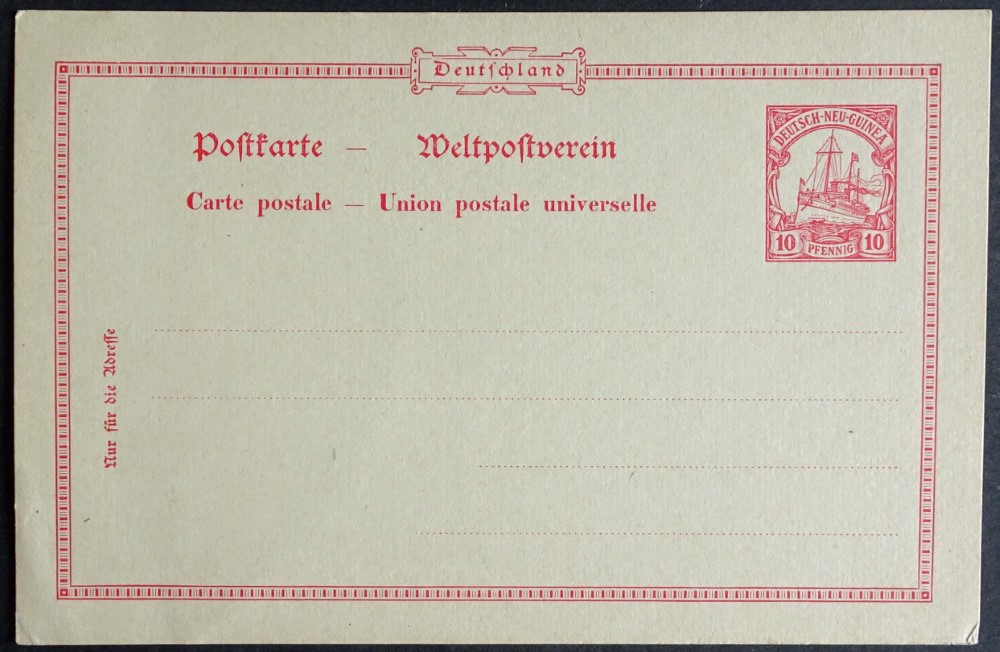 Deutschland
Postkarte — Weltpostverein
Carte postale — Union postale universelle
DEUTSCH-NEU-GUINEA
10 PFENNIG 10
Nur für die Adresse